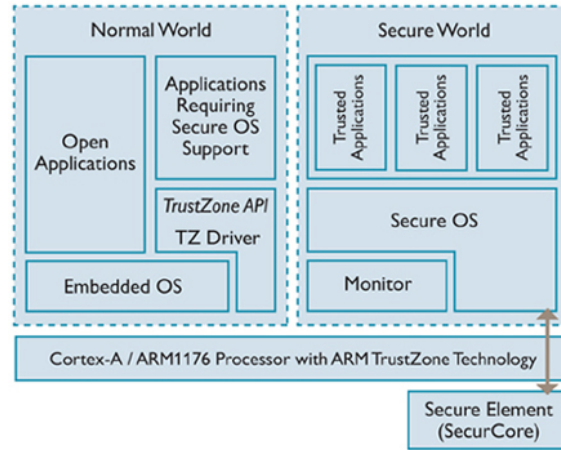 Normal World
Open
Applications
Applications
Requiring
Secure OS
Support
TrustZone API
TZ Driver
Embedded OS
Secure World
Trusted
Applications
Trusted
Applications
Trusted
Applications
Secure OS
Monitor
Cortex-A / ARM1176 Processor with ARM TrustZone Technology
Secure Element
(SecurCore)